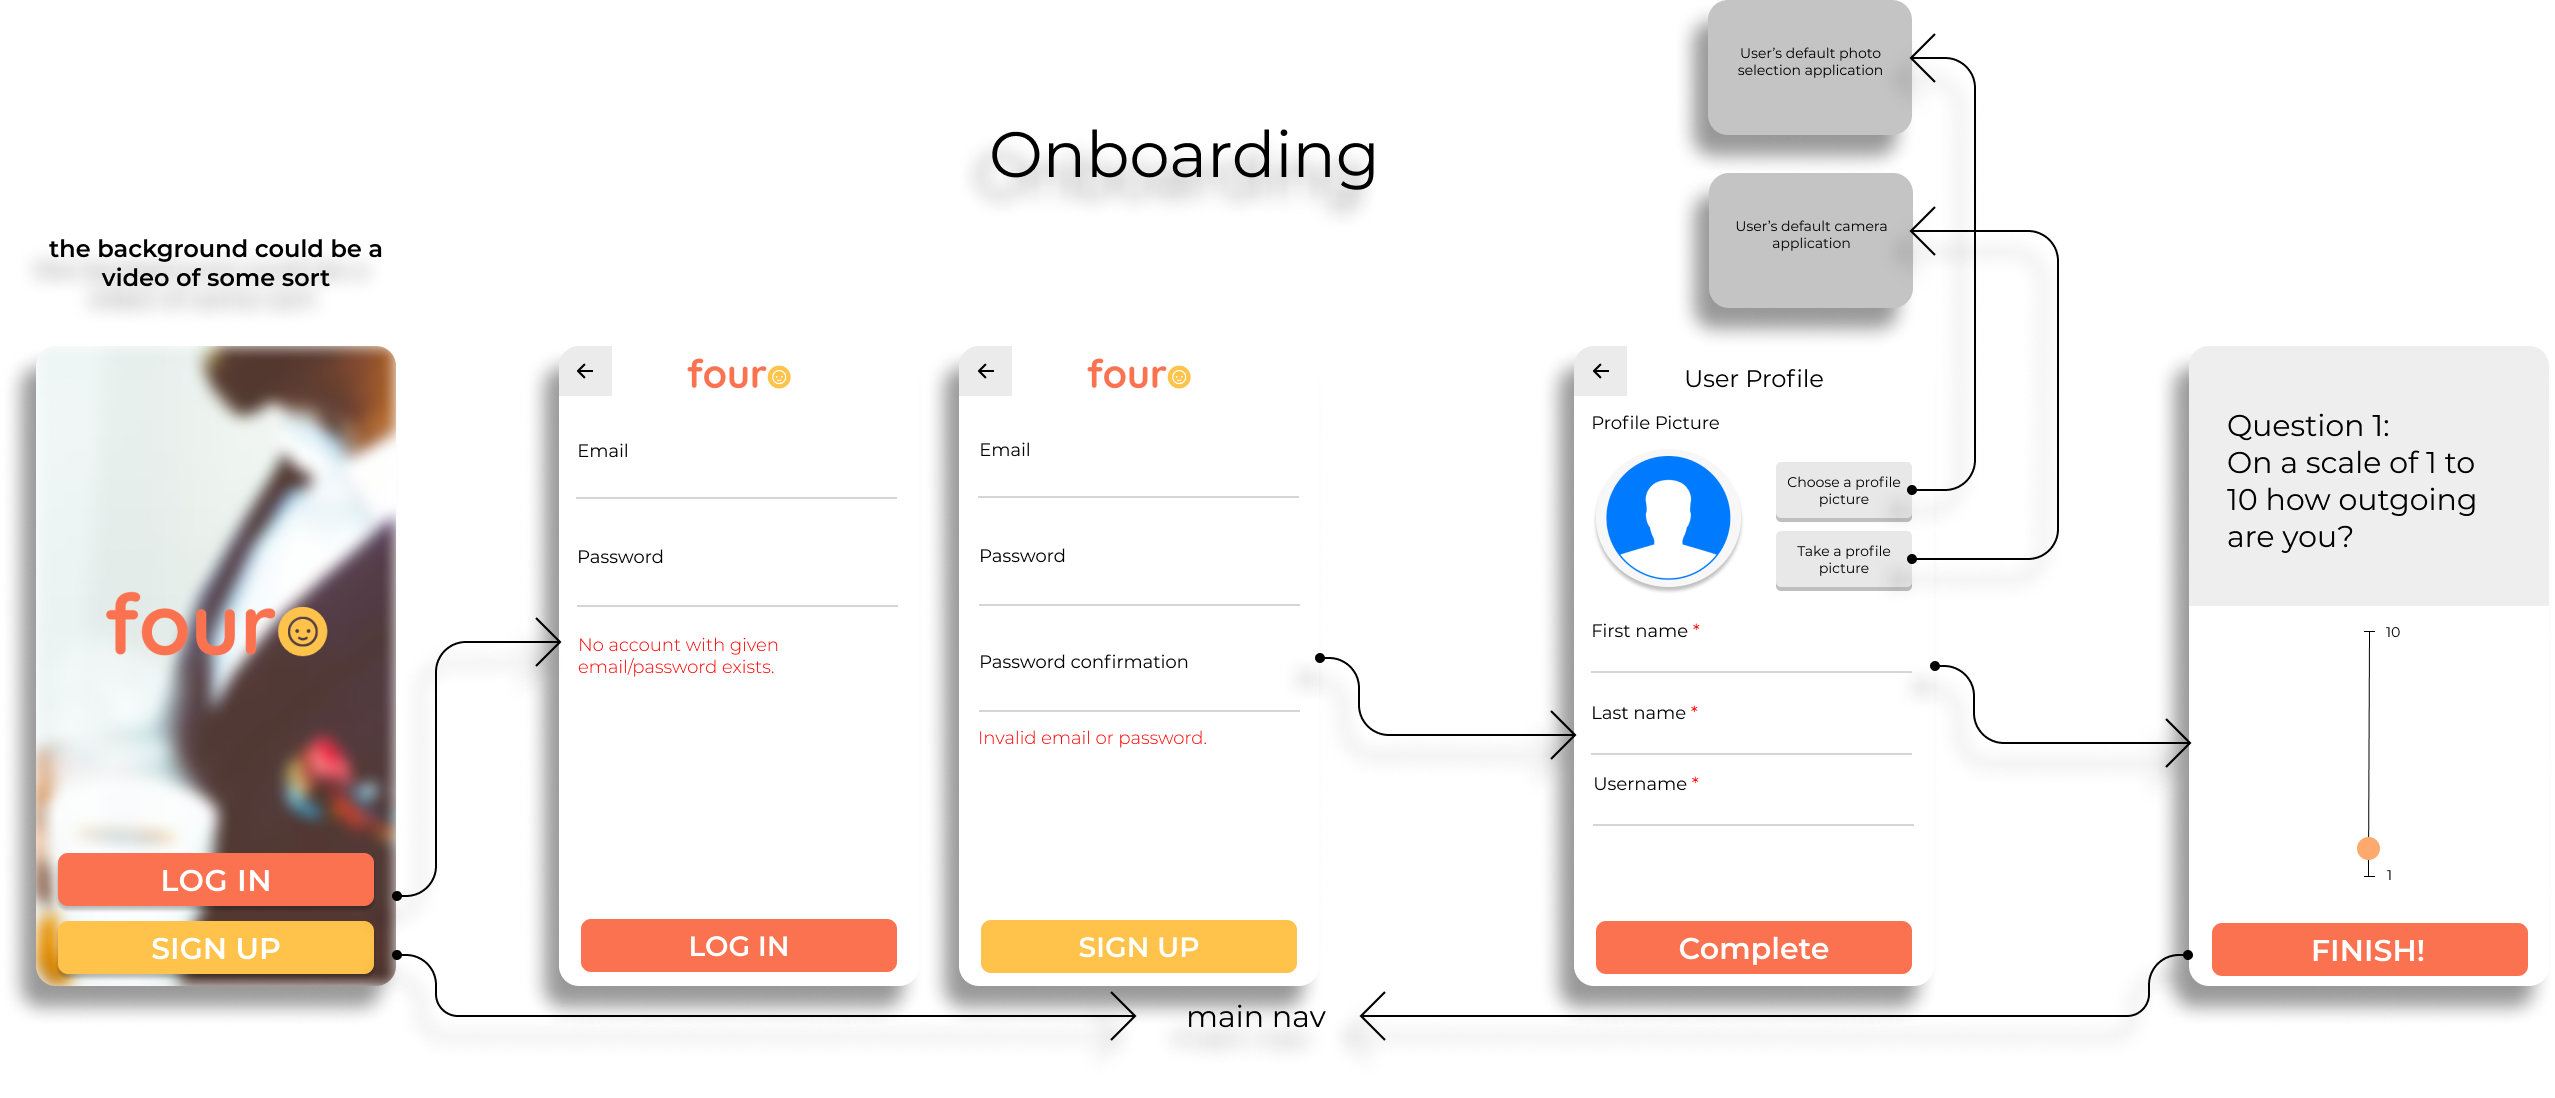 Onboarding
the background could be a
video of some sort
four
LOG IN
SIGN UP
four
Email
Password
No account with given
email/password exists.
LOG IN
four
Email
Password
Password confirmation
Invalid email or password.
SIGN UP
main nav
User's default photo
selection application
User's default camera
application
User Profile
Profile Picture
Choose a profile
picture
Take a profile
picture
First name *
Last name *
Username *
Complete
Question 1:
On a scale of 1 to
10 how outgoing
are you?
10
1
FINISH!